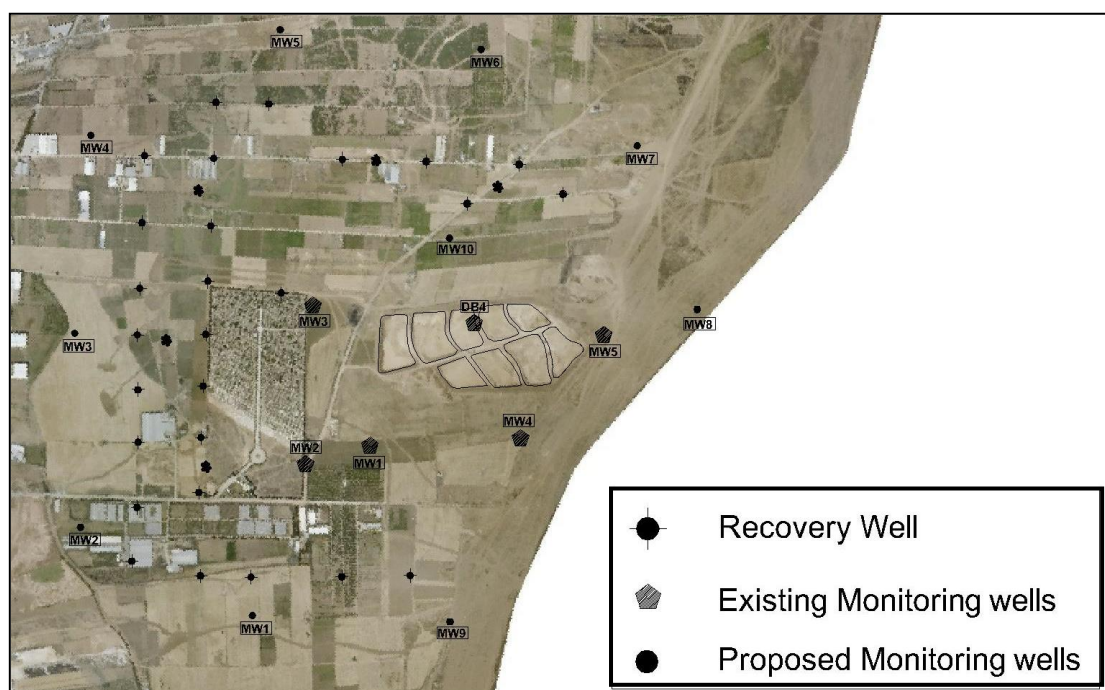 MW5
MW6
MW4
MW7
MW10
DB4
MW3
MW3
MW5
MW8
MW4
MW2
MW1
MW2
MW1
MW9
Recovery Well
Existing Monitoring wells
Proposed Monitoring wells